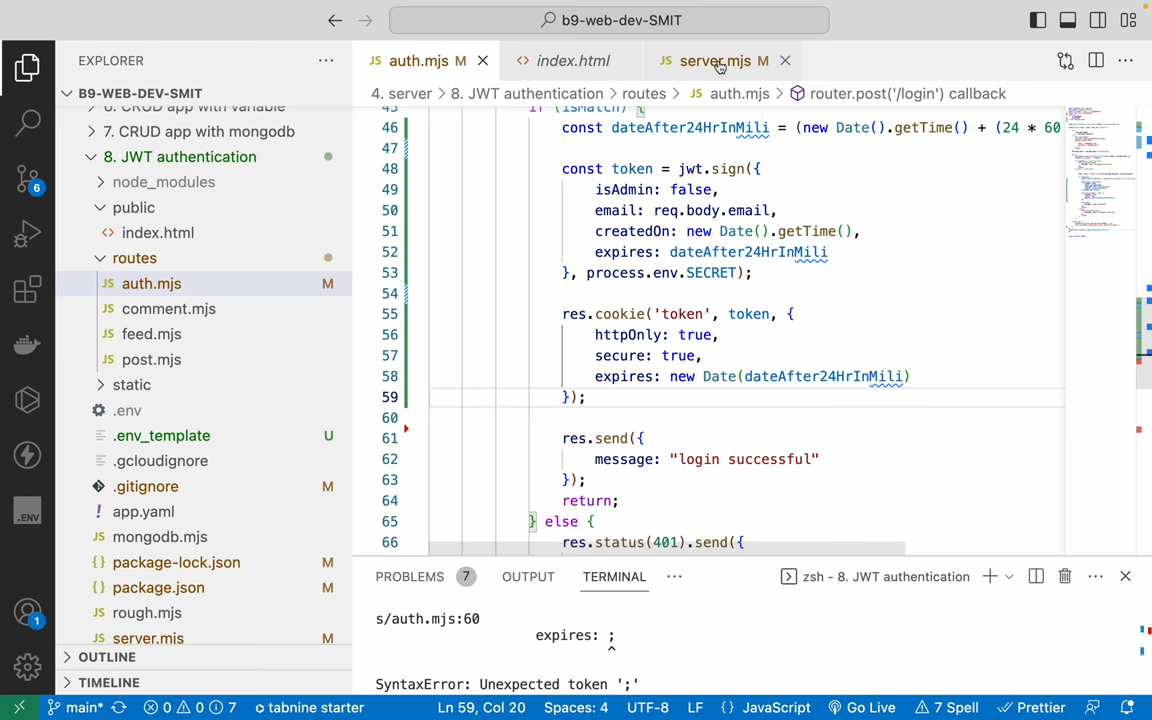 b9-web-dev-SMIT
EXPLORER
auth.mjs M
index.html
server.mjs M
B9-WEB-DEV-SMIT
4. server > 8. JWT authentication > routes > JS auth.mjs > router.post('/login') callback
6. CRUD app with variable
7. CRUD app with mongodb
8. JWT authentication
node_modules
public
<> index.html
routes
JS auth.mjs M
JS comment.mjs
JS feed.mjs
JS post.mjs
static
.env
.env_template U
.gcloudignore
.gitignore M
! app.yaml
JS mongodb.mjs
{} package-lock.json M
{} package.json M
JS rough.mjs
JS server.mjs M
OUTLINE
TIMELINE
6
1
.ENV
45 if (isMatch) {
46 const dateAfter24HrInMili = (new Date().getTime() + (24 * 60
47
48 const token = jwt.sign({
49 isAdmin: false,
50 email: req.body.email,
51 createdOn: new Date().getTime(),
52 expires: dateAfter24HrInMili
53 }, process.env.SECRET);
54
55 res.cookie('token', token, {
56 httpOnly: true,
57 secure: true,
58 expires: new Date(dateAfter24HrInMili)
59 });
60
61 res.send({
62 message: "login successful"
63 });
64 return;
65 } else {
66 res.status(401).send({
PROBLEMS 7 OUTPUT TERMINAL ... zsh - 8. JWT authentication
s/auth.mjs:60
expires: ;
^
SyntaxError: Unexpected token ';'
main* 0 0 7 tabnine starter Ln 59, Col 20 Spaces: 4 UTF-8 LF {} JavaScript Go Live 7 Spell Prettier